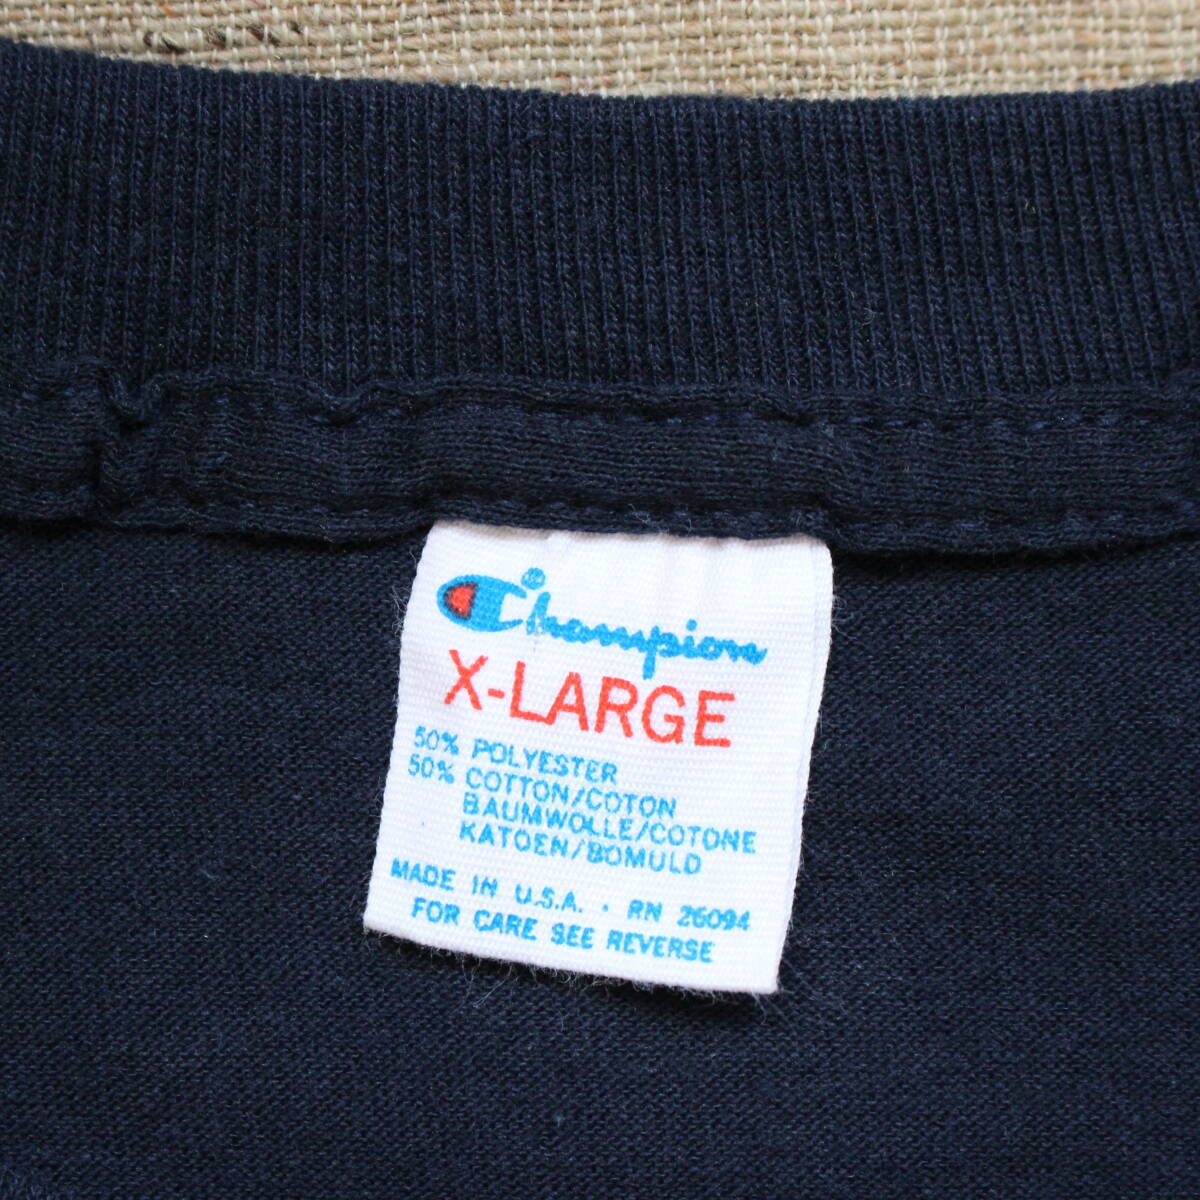 Champion
X-LARGE
50% POLYESTER
50% COTTON/COTON
BAUMWOLLE/COTONE
KATOEN/BOMULD
MADE IN U.S.A. • RN 26094
FOR CARE SEE REVERSE